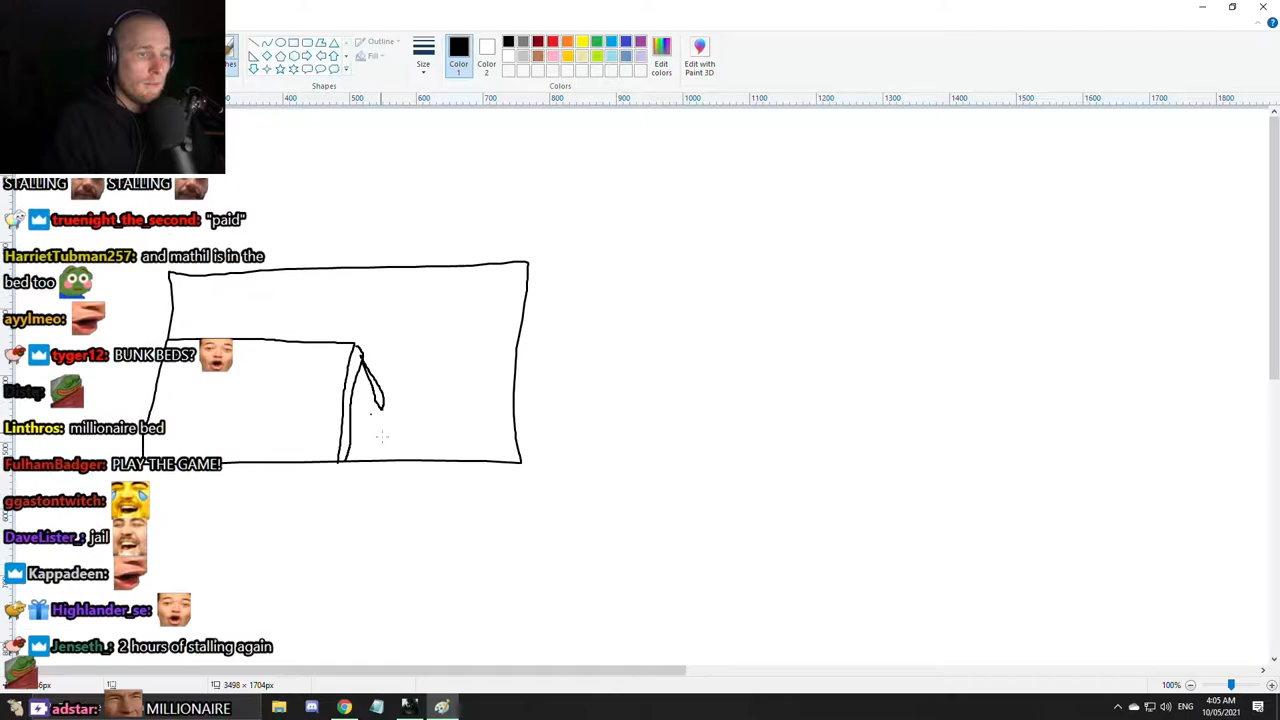 Outline
Fill
Shapes
Size
Color
1
Color
2
Edit
colors
Edit with
Paint 3D
Colors
400 500 600 700 800 900 1000 1100 1200 1300 1400 1500 1600 1700 1800
STALLING STALLING
truenight_the_second: "paid"
HarrietTubman257: and mathil is in the
bed too
ayylmeo:
tyger12: BUNK BEDS?
Distq:
Linthros: millionaire bed
FulhamBadger: PLAY THE GAME!
ggastontwitch:
DaveLister_: jail
Kappadeen:
Highlander_se:
Jenseth_: 2 hours of stalling again
3498 × 1704px
100%
adstar: MILLIONAIRE
ENG
4:05 AM
10/05/2021